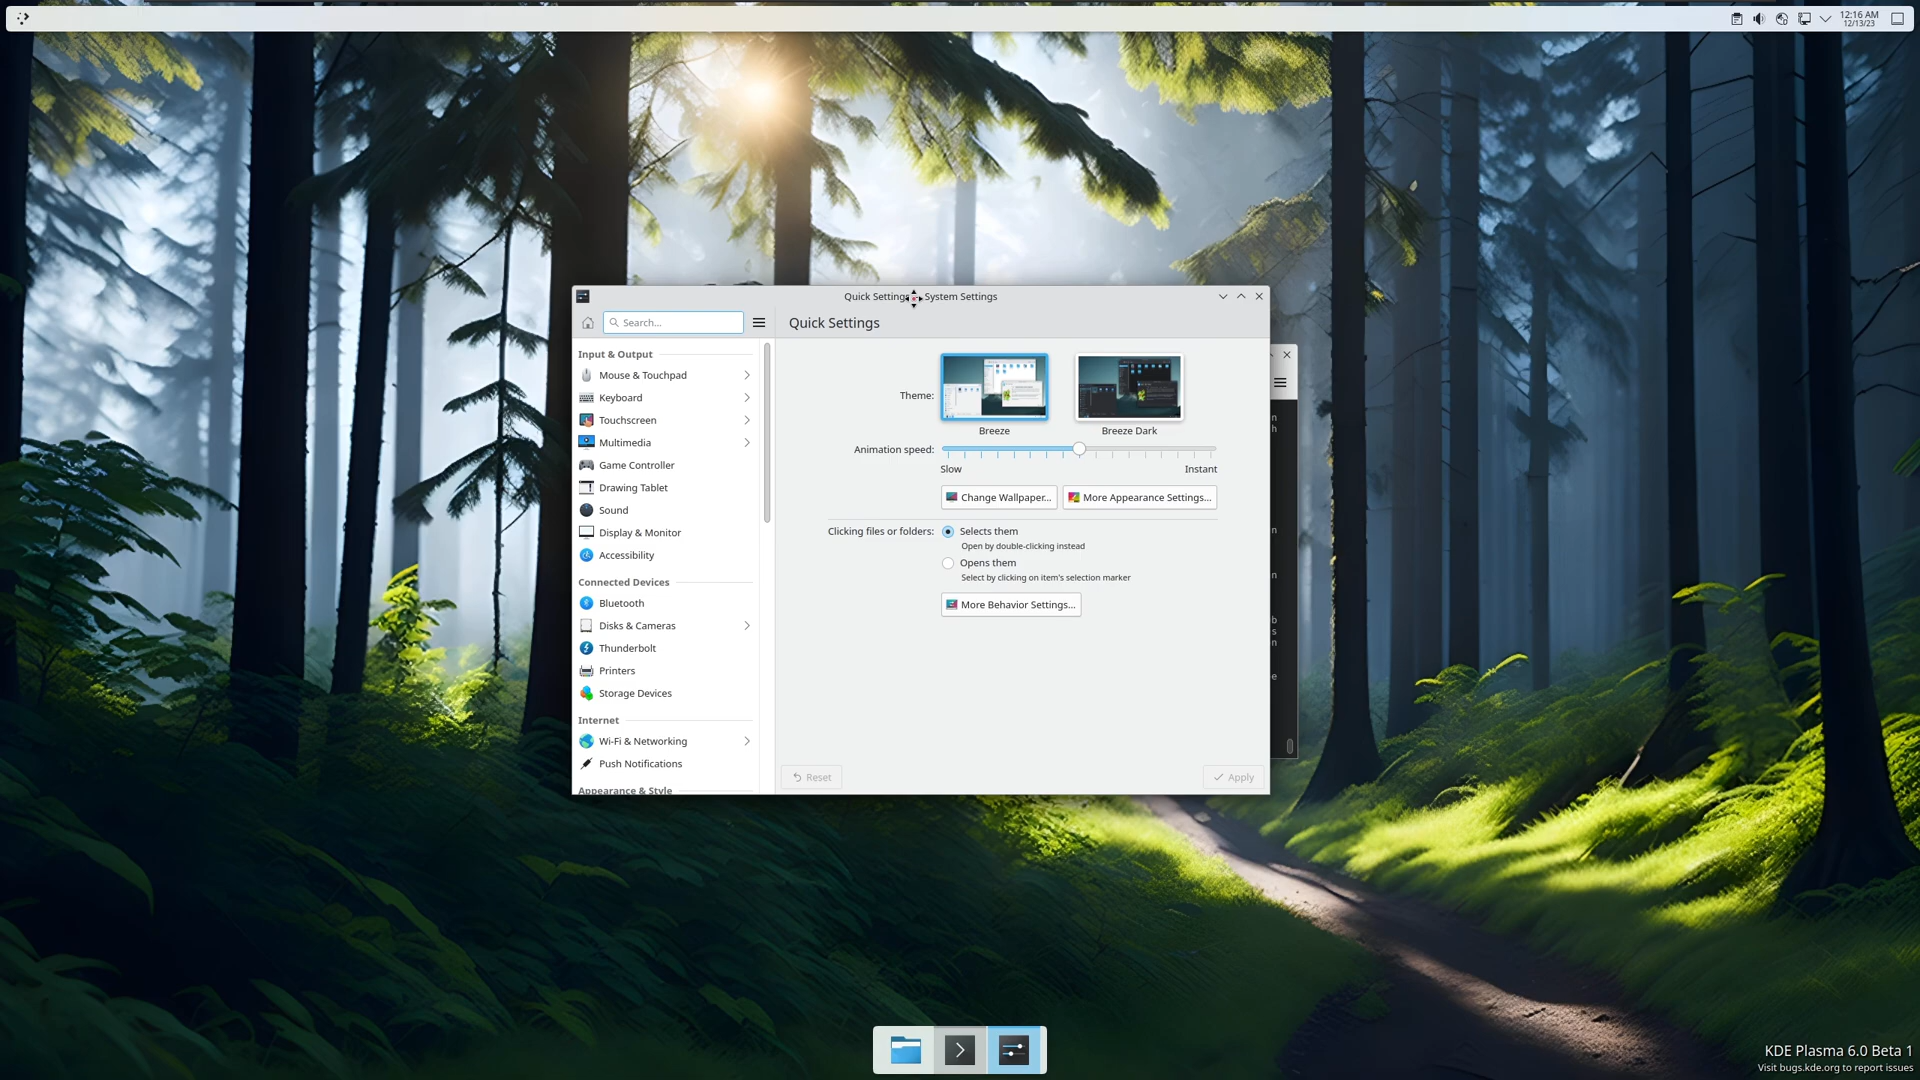 12:16 AM
12/13/23
Quick Settings — System Settings
Search...
Quick Settings
Input & Output
Mouse & Touchpad
Keyboard
Touchscreen
Multimedia
Game Controller
Drawing Tablet
Sound
Display & Monitor
Accessibility
Connected Devices
Bluetooth
Disks & Cameras
Thunderbolt
Printers
Storage Devices
Internet
Wi-Fi & Networking
Push Notifications
Appearance & Style
Theme:
Breeze
Breeze Dark
Animation speed:
Slow
Instant
Change Wallpaper...
More Appearance Settings...
Clicking files or folders:
Selects them
Open by double-clicking instead
Opens them
Select by clicking on item's selection marker
More Behavior Settings...
Reset
Apply
n
h
n
n
b
s
n
e
KDE Plasma 6.0 Beta 1
Visit bugs.kde.org to report issues